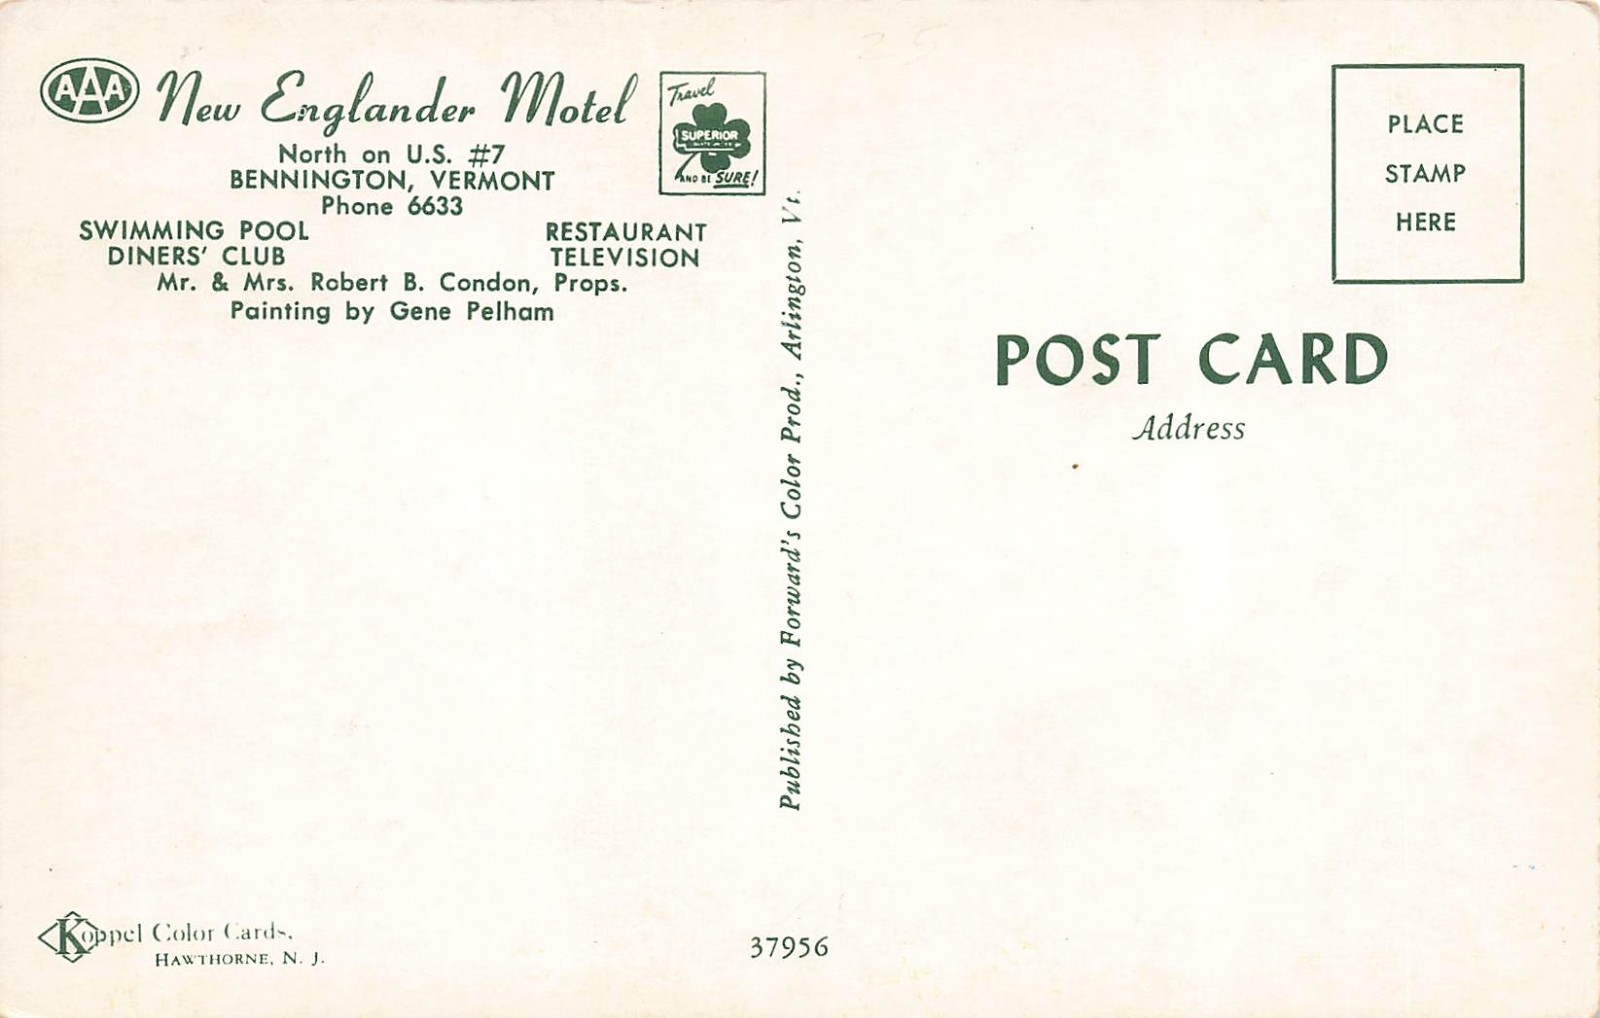 AAA New Englander Motel
North on U.S. #7
BENNINGTON, VERMONT
Phone 6633
SWIMMING POOL RESTAURANT
DINERS' CLUB TELEVISION
Mr. & Mrs. Robert B. Condon, Props.
Painting by Gene Pelham
Travel
SUPERIOR
AND BE SURE!
Published by Forward's Color Prod., Arlington, Vt.
PLACE
STAMP
HERE
POST CARD
Address
Koppel Color Cards,
HAWTHORNE, N. J.
37956
25